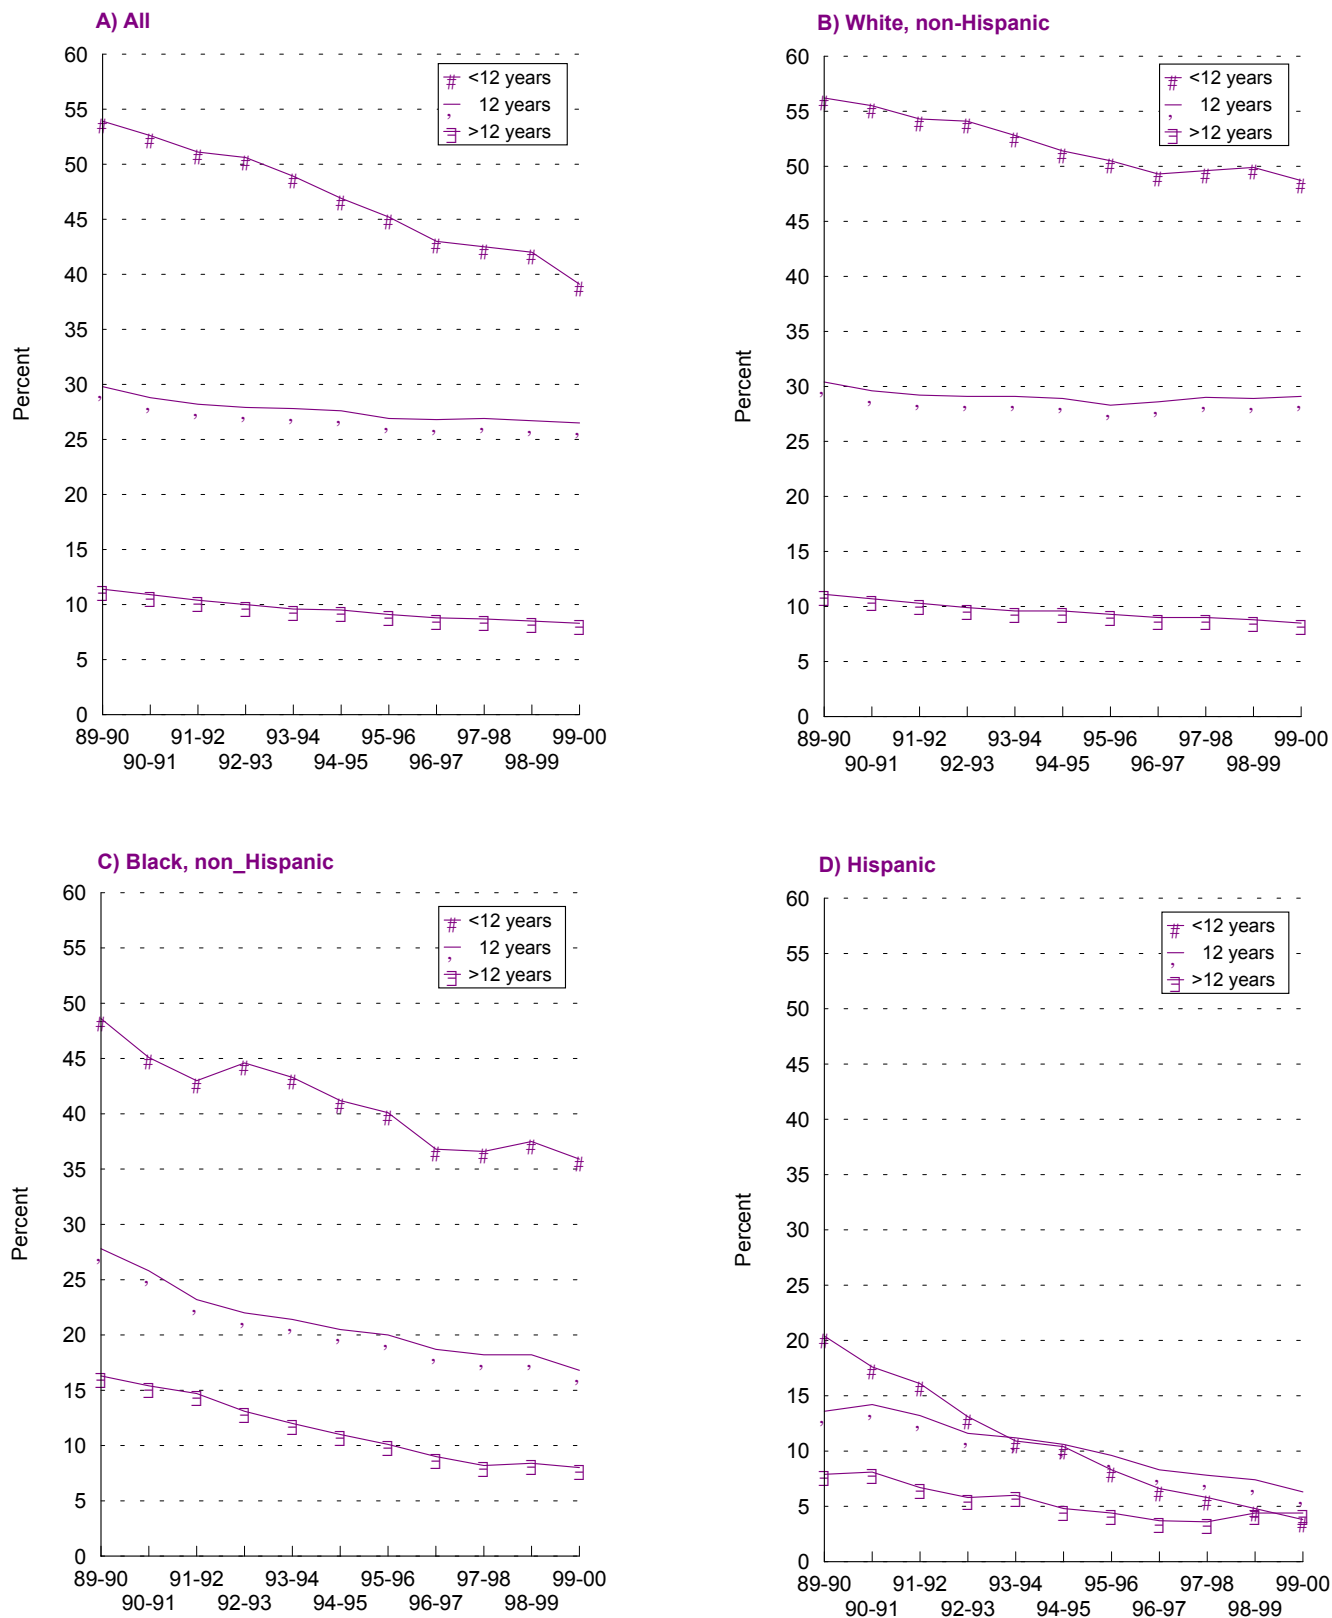 A) All
60
55
50
45
40
35
30
25
20
15
10
5
0
Percent
# <12 years
, 12 years
∃ >12 years
89-90 91-92 93-94 95-96 97-98 99-00
90-91 92-93 94-95 96-97 98-99
B) White, non-Hispanic
60
55
50
45
40
35
30
25
20
15
10
5
0
# <12 years
, 12 years
∃ >12 years
89-90 91-92 93-94 95-96 97-98 99-00
90-91 92-93 94-95 96-97 98-99
C) Black, non_Hispanic
60
55
50
45
40
35
30
25
20
15
10
5
0
Percent
# <12 years
, 12 years
∃ >12 years
89-90 91-92 93-94 95-96 97-98 99-00
90-91 92-93 94-95 96-97 98-99
D) Hispanic
60
55
50
45
40
35
30
25
20
15
10
5
0
Percent
# <12 years
, 12 years
∃ >12 years
89-90 91-92 93-94 95-96 97-98 99-00
90-91 92-93 94-95 96-97 98-99